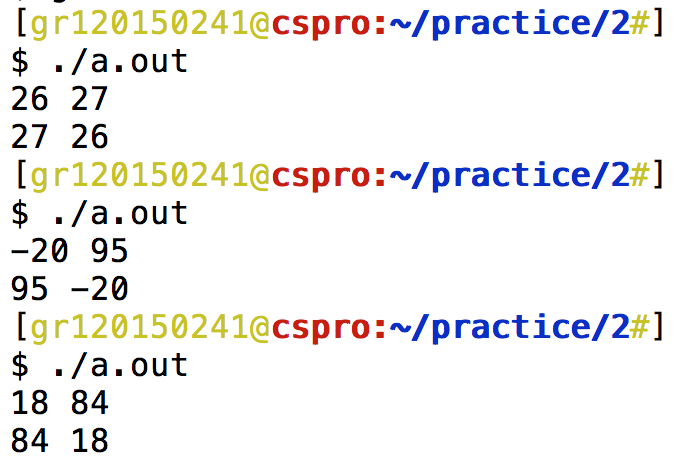 [gr120150241@cspro:~/practice/2#]
$ ./a.out
26 27
27 26
[gr120150241@cspro:~/practice/2#]
$ ./a.out
-20 95
95 -20
[gr120150241@cspro:~/practice/2#]
$ ./a.out
18 84
84 18